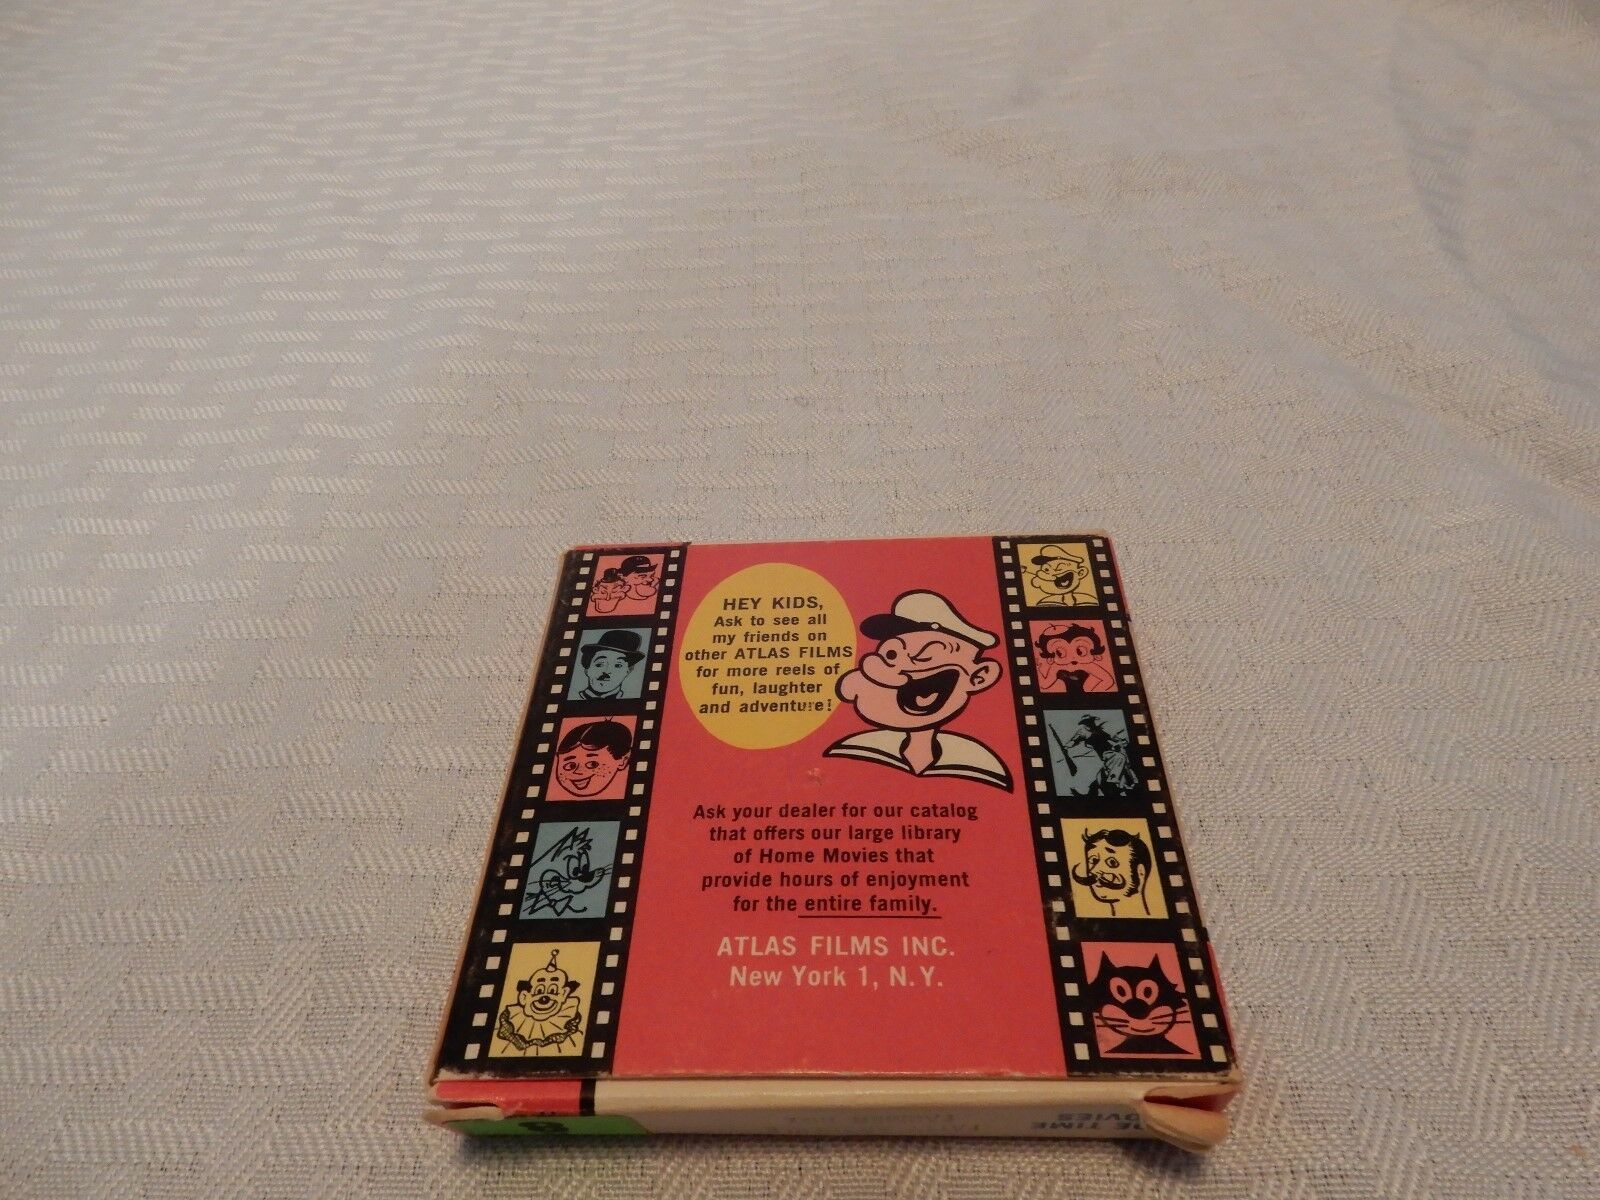 HEY KIDS,
Ask to see all
my friends on
other ATLAS FILMS
for more reels of
fun, laughter
and adventure!
Ask your dealer for our catalog
that offers our large library
of Home Movies that
provide hours of enjoyment
for the entire family.
ATLAS FILMS INC.
New York 1, N.Y.
8
TIME